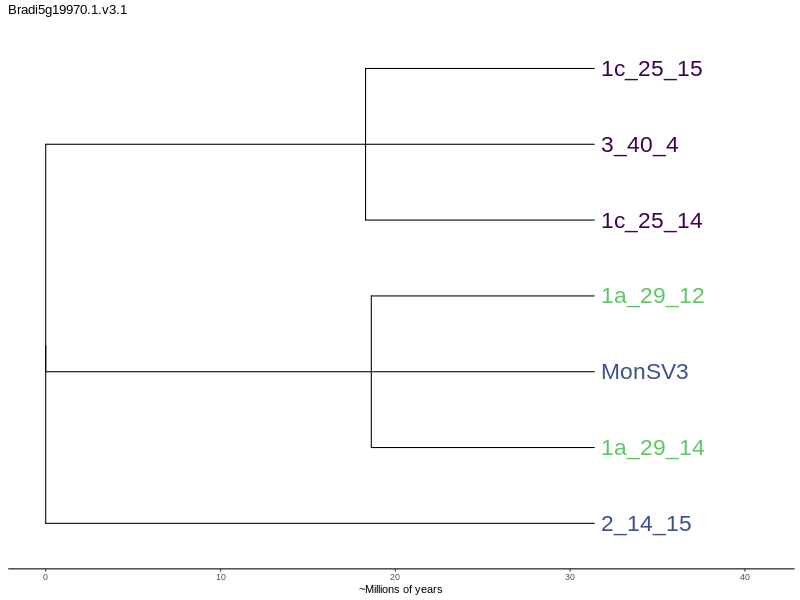 Bradi5g19970.1.v3.1
1c_25_15
3_40_4
1c_25_14
1a_29_12
MonSV3
1a_29_14
2_14_15
0 10 20 30 40
~Millions of years